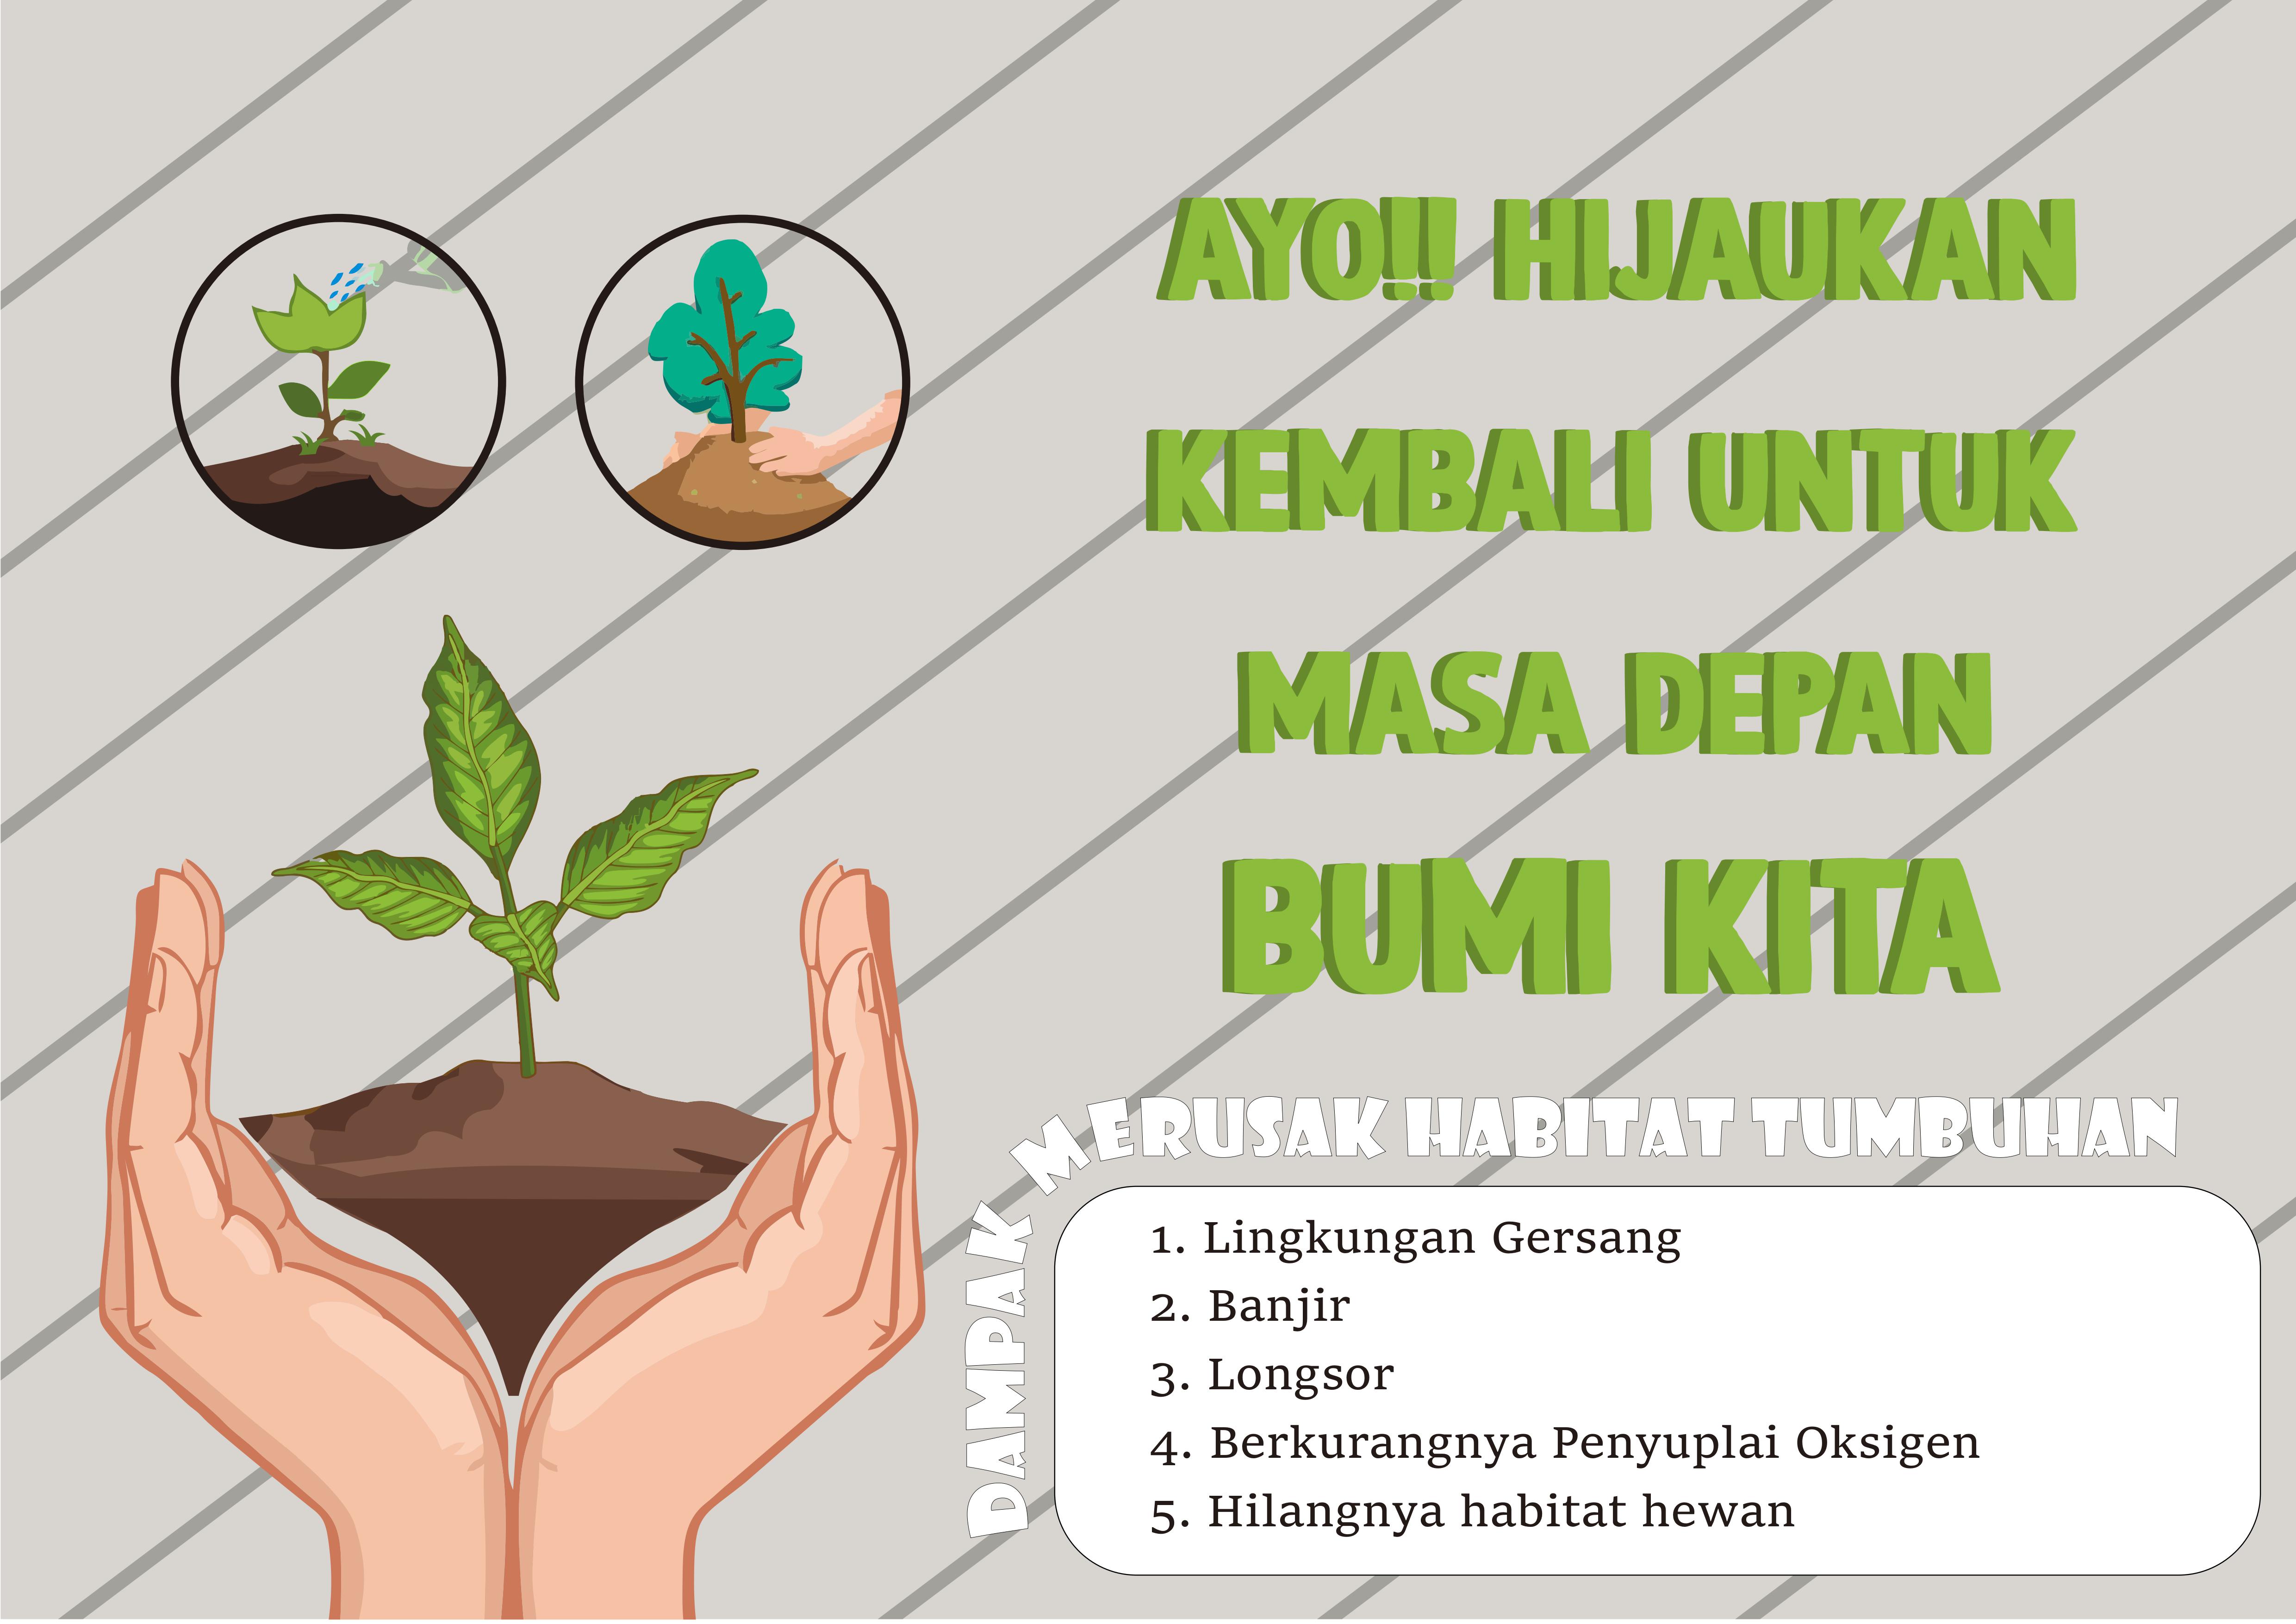 AYO!! HIJAUKAN
KEMBALI UNTUK
MASA DEPAN
BUMI KITA
DAMPAK MERUSAK HABITAT TUMBUHAN
1. Lingkungan Gersang
2. Banjir
3. Longsor
4. Berkurangnya Penyuplai Oksigen
5. Hilangnya habitat hewan